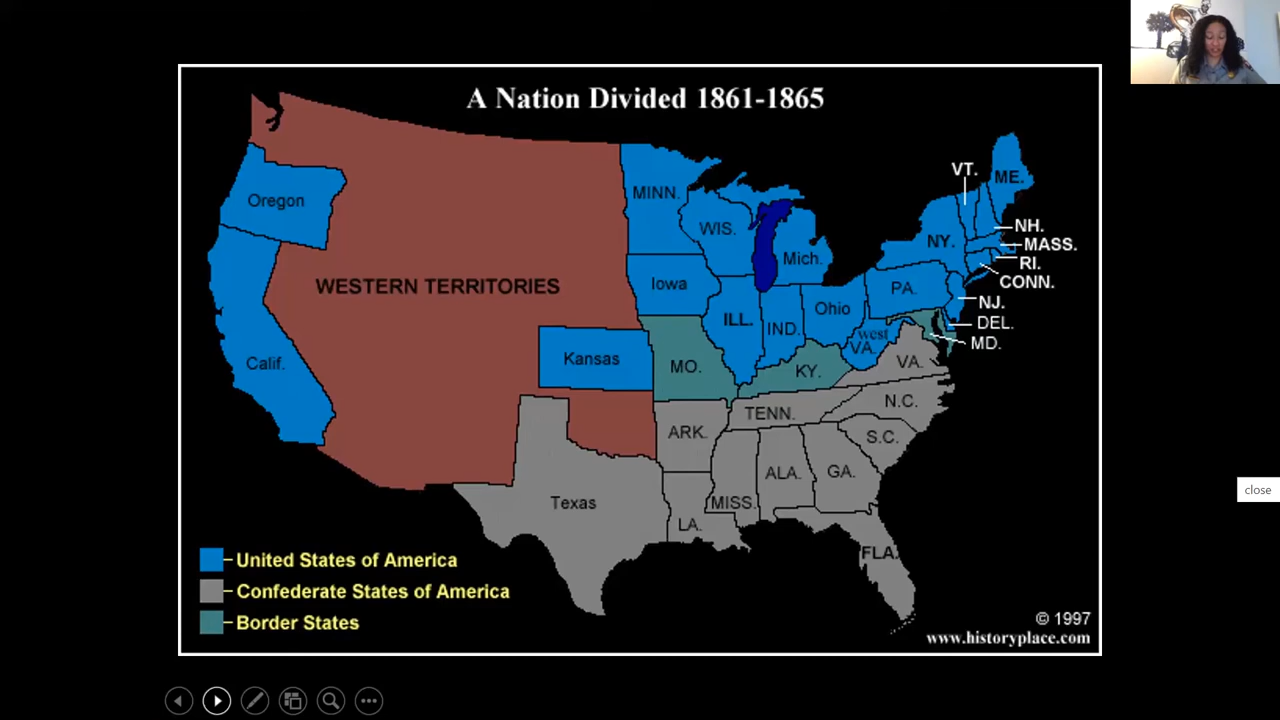 A Nation Divided 1861-1865
VT.
ME.
MINN.
Oregon
WIS.
NH.
NY.
MASS.
Mich.
RI.
CONN.
WESTERN TERRITORIES
Iowa
PA.
NJ.
ILL.
IND.
Ohio
DEL.
west
VA.
MD.
Kansas
Calif.
MO.
KY.
VA.
TENN.
N.C.
ARK.
S.C.
ALA.
GA.
Texas
MISS.
LA.
FLA.
United States of America
Confederate States of America
Border States
© 1997
www.historyplace.com
close